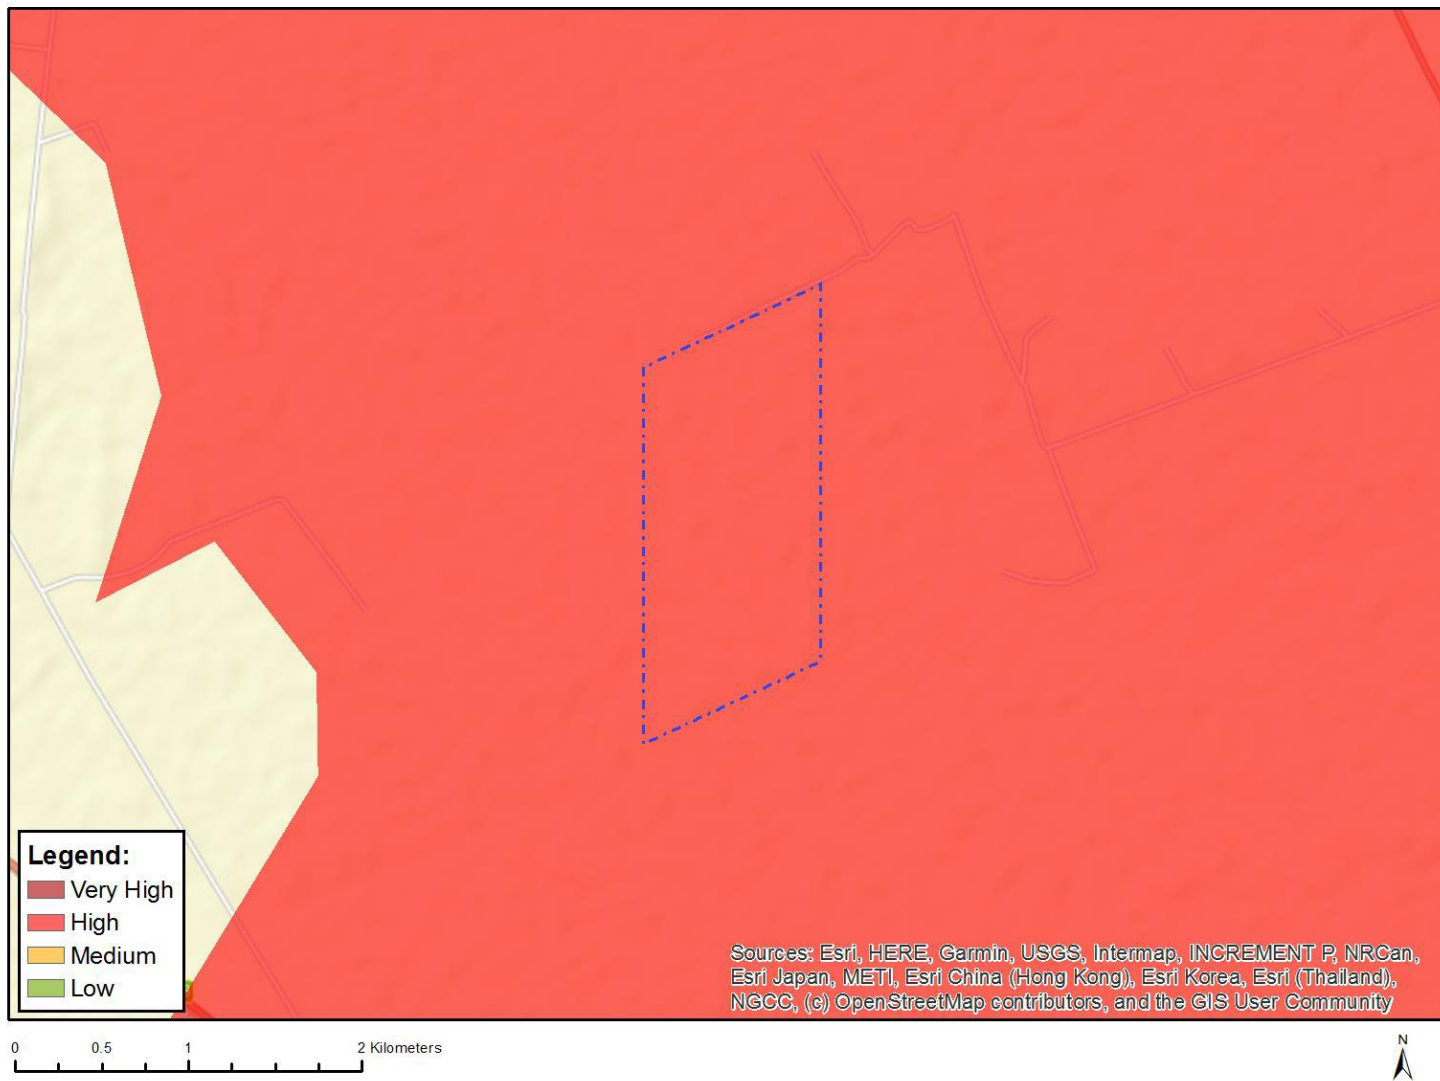 Legend:
Very High
High
Medium
Low
Sources: Esri, HERE, Garmin, USGS, Intermap, INCREMENT P, NRCan,
Esri Japan, METI, Esri China (Hong Kong), Esri Korea, Esri (Thailand),
NGCC, (c) OpenStreetMap contributors, and the GIS User Community
0 0.5 1 2 Kilometers
N